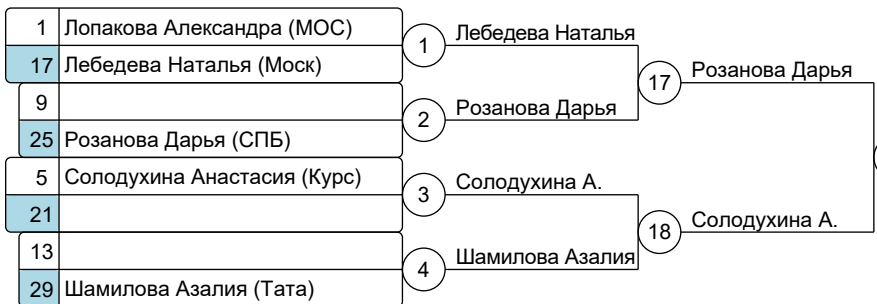 1 Лопакова Александра (МОС)
17 Лебедева Наталья (Моск)
1 Лебедева Наталья
9
25 Розанова Дарья (СПБ)
2 Розанова Дарья
17 Розанова Дарья
5 Солодухина Анастасия (Курс)
21
3 Солодухина А.
13
29 Шамилова Азалия (Тата)
4 Шамилова Азалия
18 Солодухина А.